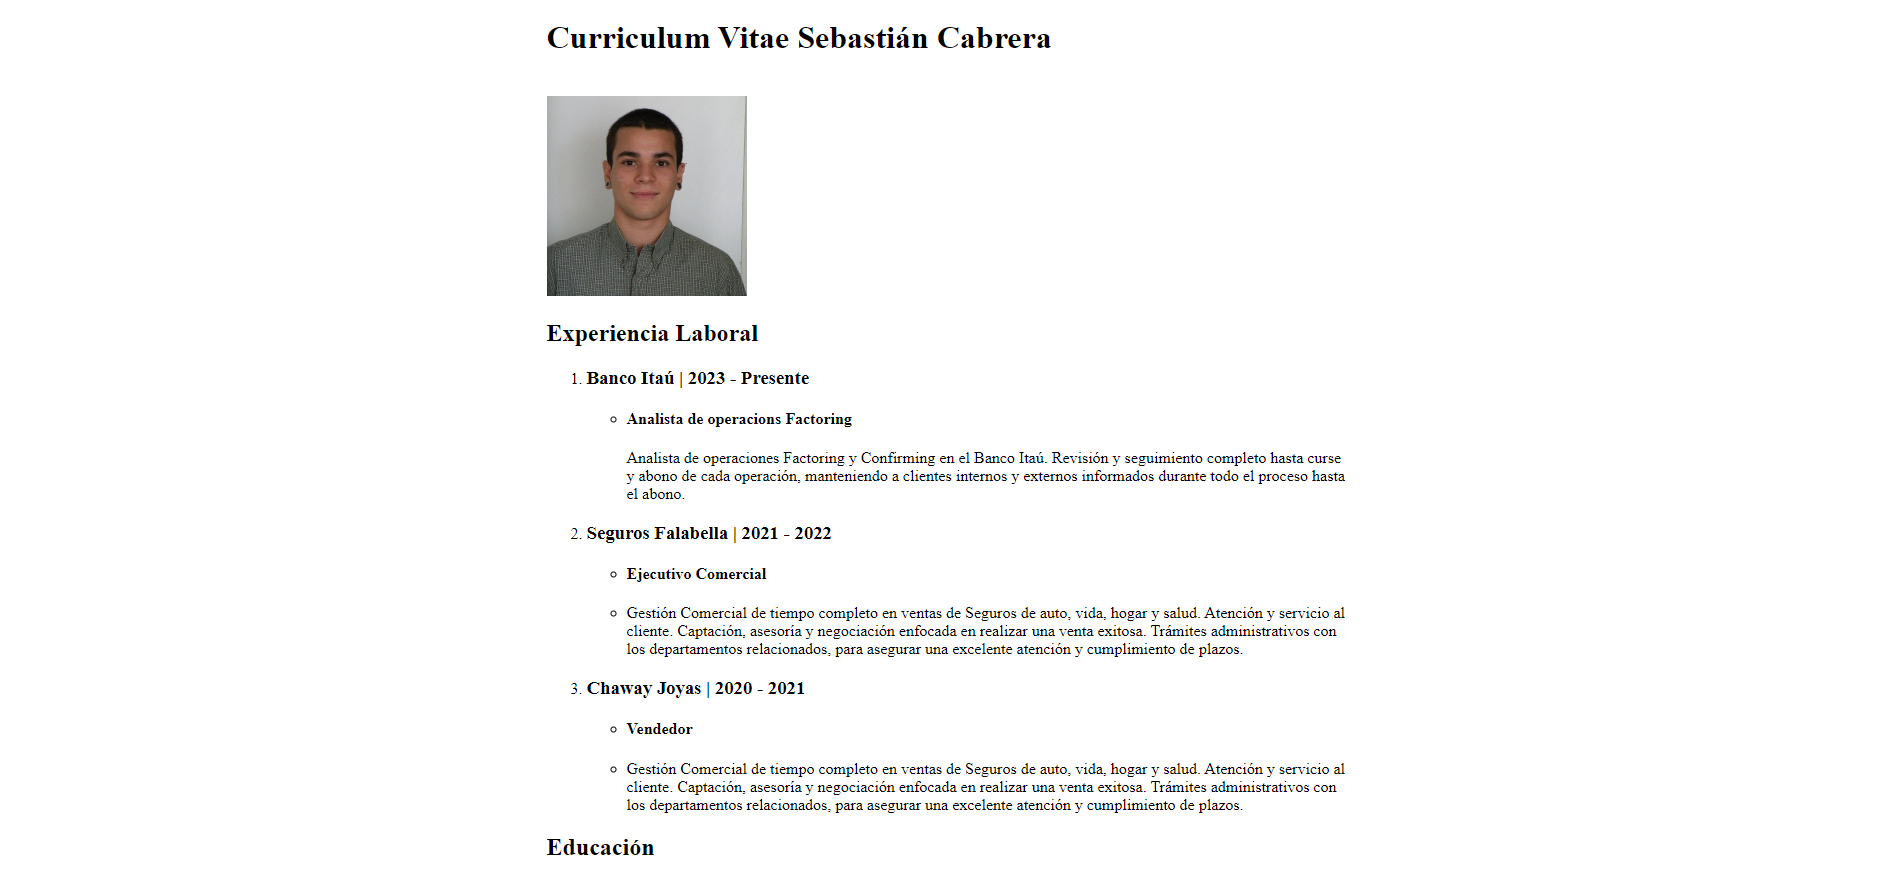 Curriculum Vitae Sebastián Cabrera
Experiencia Laboral
1. Banco Itaú | 2023 - Presente
Analista de operacions Factoring
Analista de operaciones Factoring y Confirming en el Banco Itaú. Revisión y seguimiento completo hasta curse
y abono de cada operación, manteniendo a clientes internos y externos informados durante todo el proceso hasta
el abono.
2. Seguros Falabella | 2021 - 2022
Ejecutivo Comercial
Gestión Comercial de tiempo completo en ventas de Seguros de auto, vida, hogar y salud. Atención y servicio al
cliente. Captación, asesoría y negociación enfocada en realizar una venta exitosa. Trámites administrativos con
los departamentos relacionados, para asegurar una excelente atención y cumplimiento de plazos.
3. Chaway Joyas | 2020 - 2021
Vendedor
Gestión Comercial de tiempo completo en ventas de Seguros de auto, vida, hogar y salud. Atención y servicio al
cliente. Captación, asesoría y negociación enfocada en realizar una venta exitosa. Trámites administrativos con
los departamentos relacionados, para asegurar una excelente atención y cumplimiento de plazos.
Educación